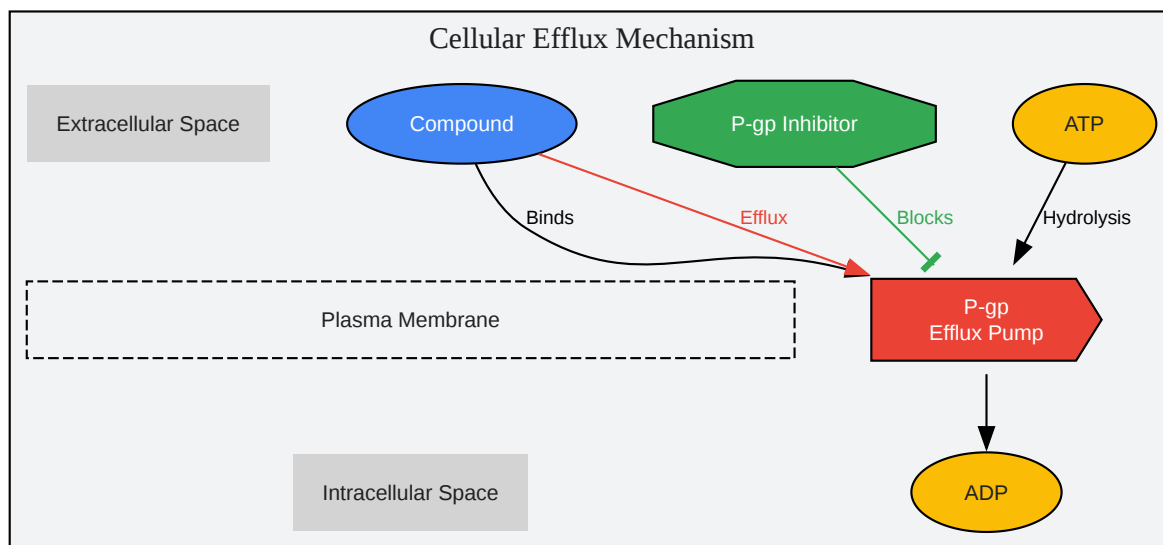 Cellular Efflux Mechanism
Extracellular Space
Compound
P-gp Inhibitor
ATP
Binds
Efflux
Blocks
Hydrolysis
Plasma Membrane
P-gp
Efflux Pump
Intracellular Space
ADP